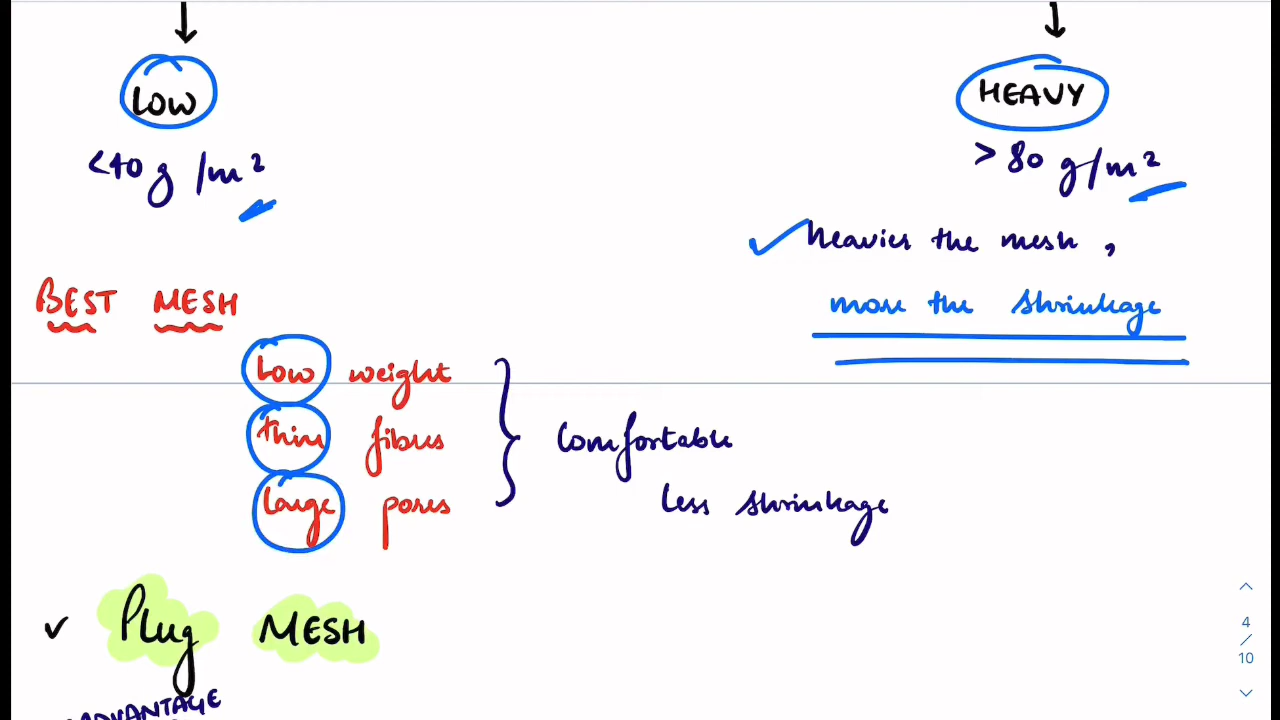 LOW
<40 g/m²
HEAVY
> 80 g/m²
heavier the mesh,
more the shrinkage
BEST MESH
Low weight
thin fibres
large pores
Comfortable
less shrinkage
Plug MESH
ADVANTAGE
4
/
10